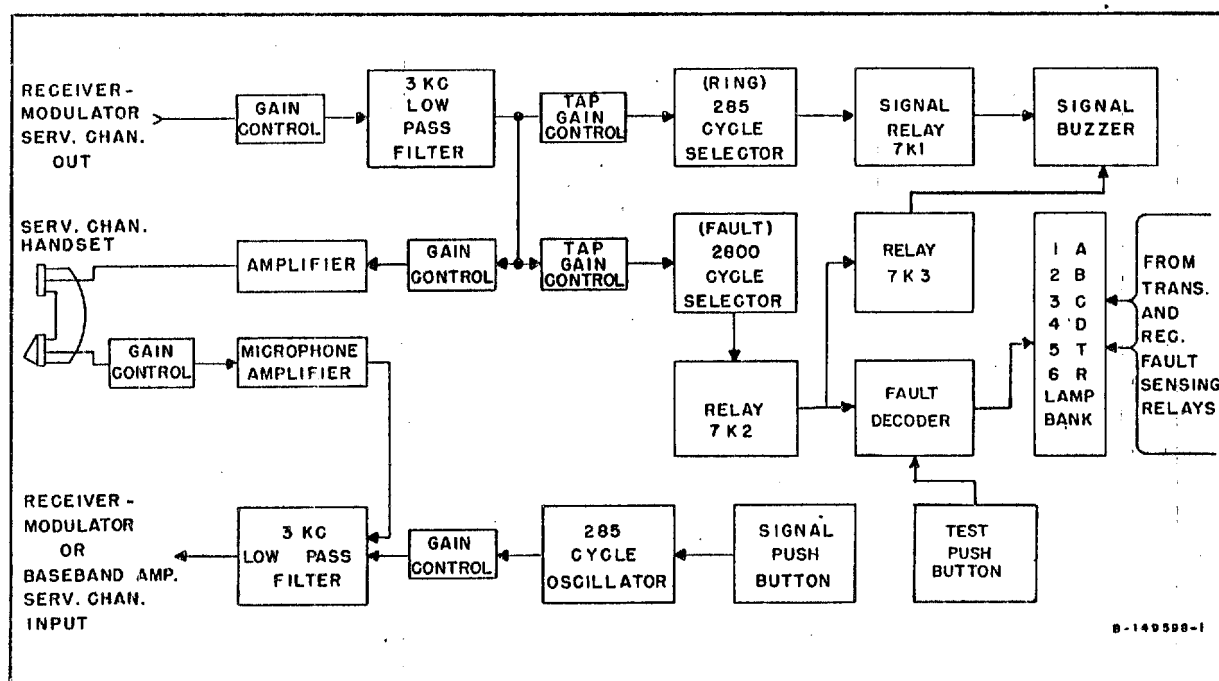 RECEIVER-
MODULATOR
SERV. CHAN.
OUT
GAIN
CONTROL
3 KC
LOW
PASS
FILTER
TAP
GAIN
CONTROL
(RING)
285
CYCLE
SELECTOR
SIGNAL
RELAY
7K1
SIGNAL
BUZZER
SERV. CHAN.
HANDSET
AMPLIFIER
GAIN
CONTROL
TAP
GAIN
CONTROL
(FAULT)
2800
CYCLE
SELECTOR
RELAY
7K3
1 A
2 B
3 C
4 D
5 T
6 R
LAMP
BANK
FROM
TRANS.
AND
REC.
FAULT
SENSING
RELAYS
GAIN
CONTROL
MICROPHONE
AMPLIFIER
RELAY
7K2
FAULT
DECODER
RECEIVER-
MODULATOR
OR
BASEBAND AMP.
SERV. CHAN.
INPUT
3 KC
LOW PASS
FILTER
GAIN
CONTROL
285
CYCLE
OSCILLATOR
SIGNAL
PUSH
BUTTON
TEST
PUSH
BUTTON
B-149598-1